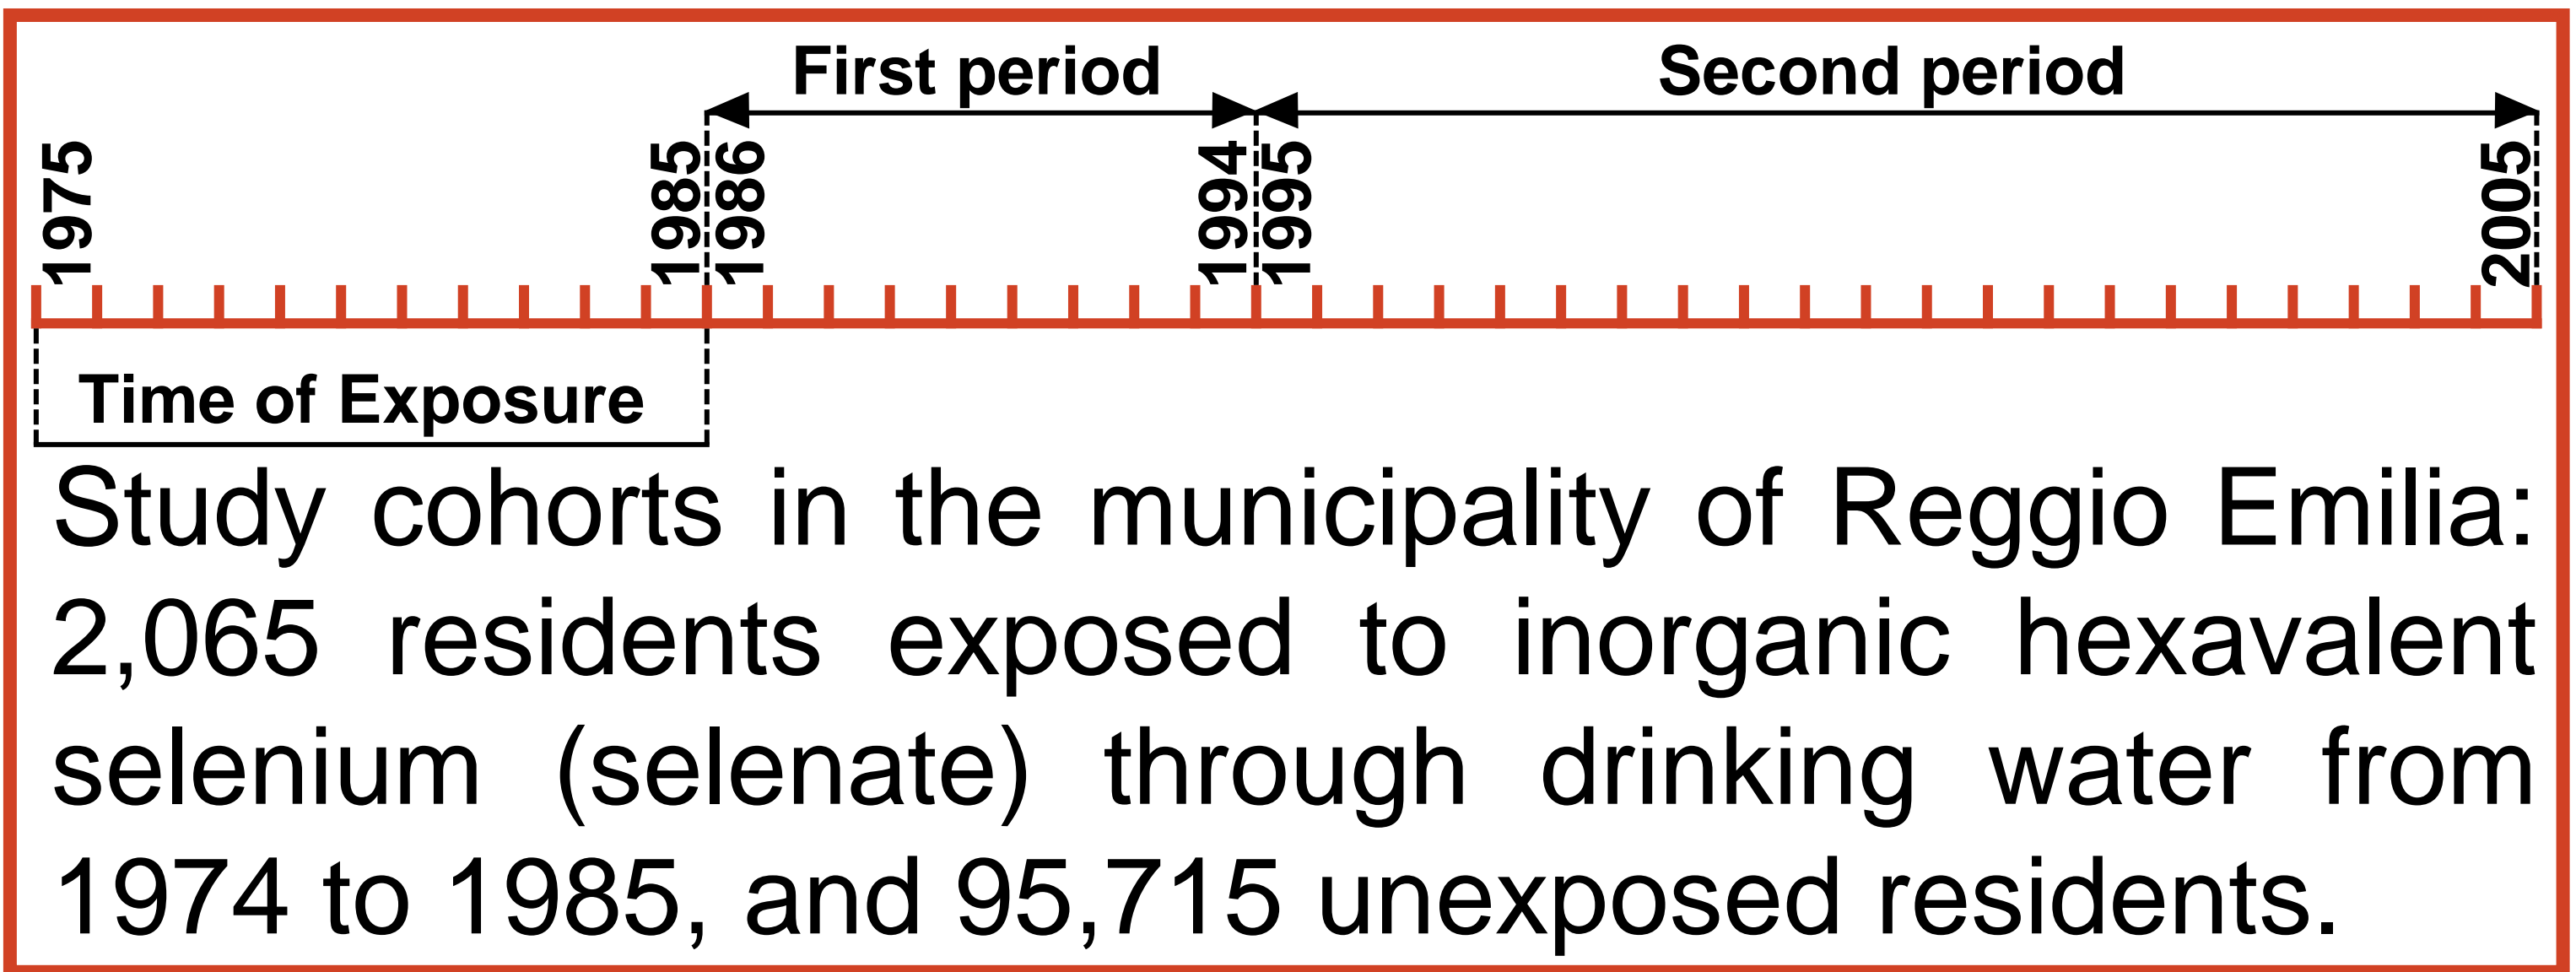 First period Second period
1975 1985 1986 1994 1995 2005
Time of Exposure
Study cohorts in the municipality of Reggio Emilia:
2,065 residents exposed to inorganic hexavalent
selenium (selenate) through drinking water from
1974 to 1985, and 95,715 unexposed residents.